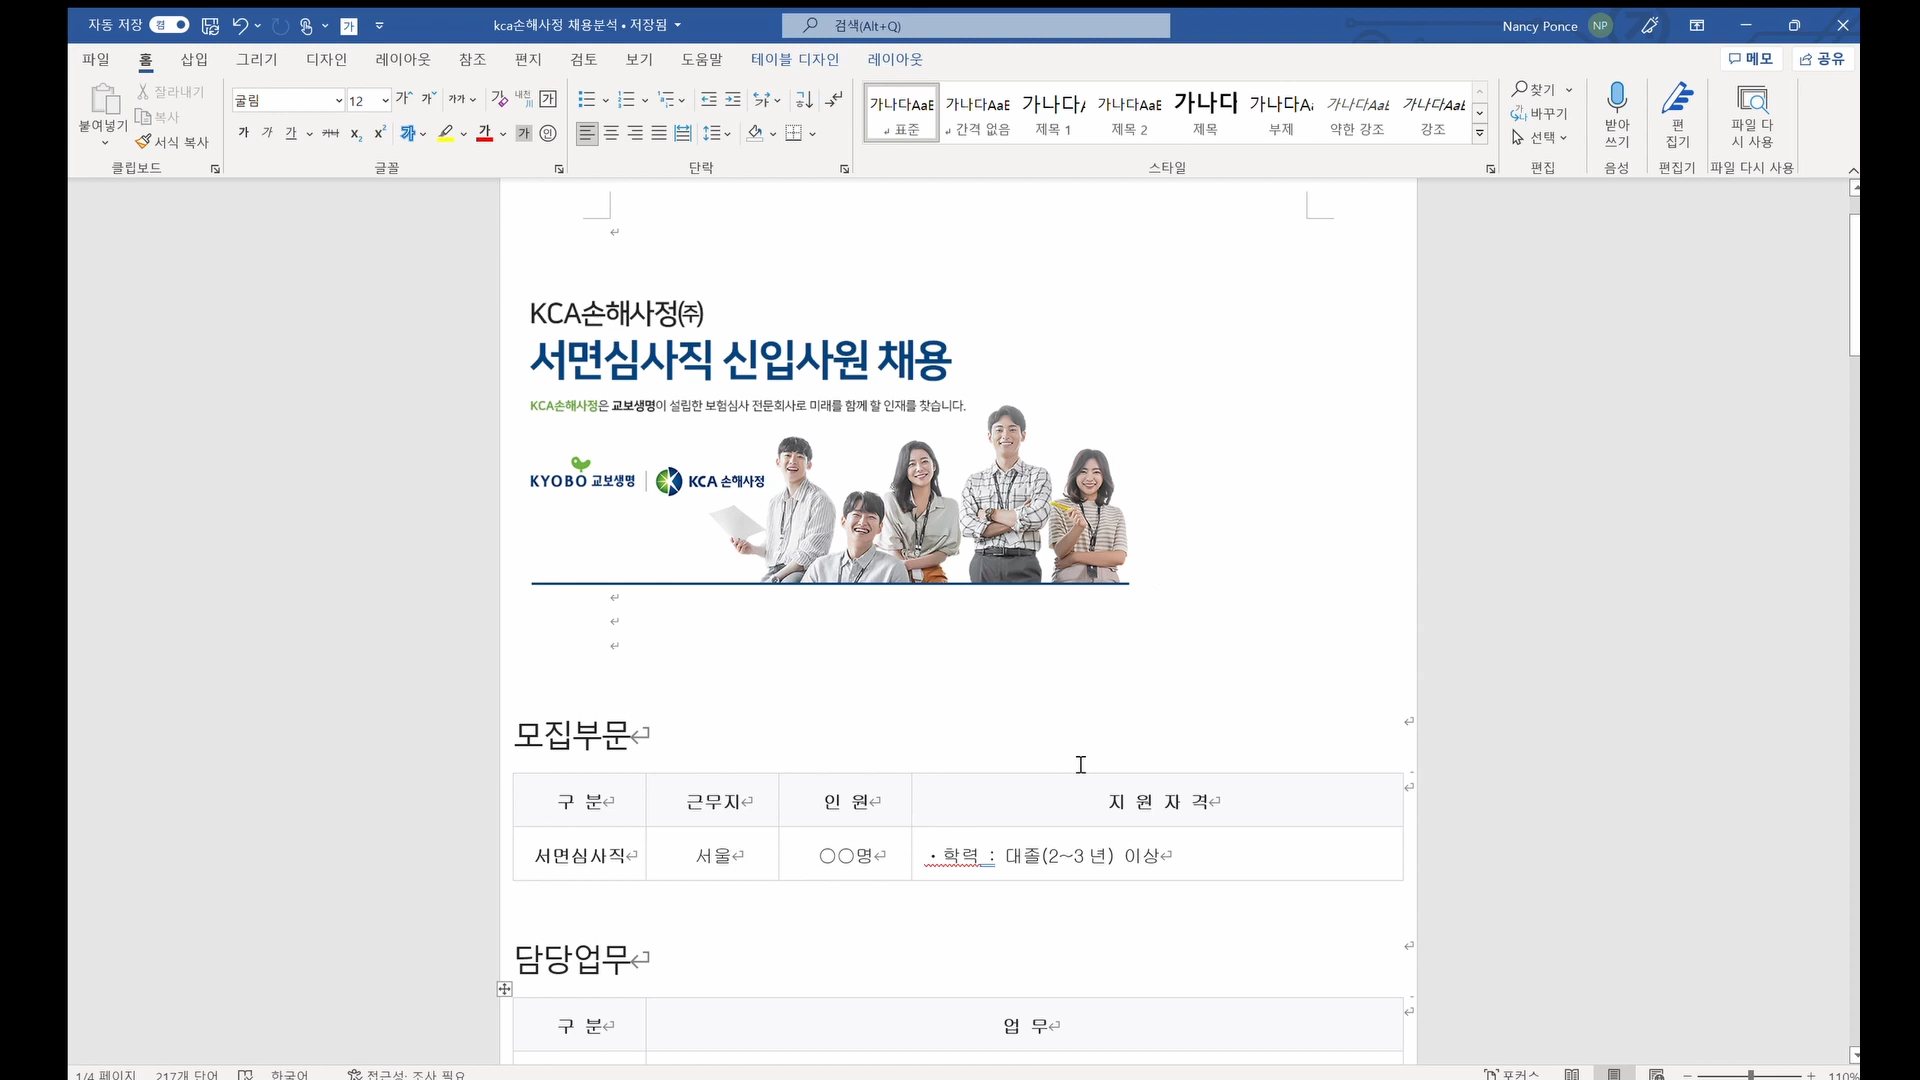 자동 저장 켬 kca손해사정 채용분석 • 저장됨 검색(Alt+Q) Nancy Ponce NP
파일 홈 삽입 그리기 디자인 레이아웃 참조 편지 검토 보기 도움말 테이블 디자인 레이아웃 메모 공유
붙여넣기 잘라내기 복사 서식 복사
클립보드
굴림 12
글꼴
단락
가나다AaE 가나다AaE 가나다 가나다AaE 가나다 가나다A 가나다Aa 가나다Aa
표준 간격 없음 제목 1 제목 2 제목 부제 약한 강조 강조
스타일
찾기
바꾸기
선택
편집
받아쓰기
음성
편집기
편집기
파일 다시 사용
파일 다시 사용
KCA손해사정㈜
서면심사직 신입사원 채용
KCA손해사정은 교보생명이 설립한 보험심사 전문회사로 미래를 함께 할 인재를 찾습니다.
KYOBO 교보생명 KCA 손해사정
모집부문
구 분 근무지 인 원 지 원 자 격
서면심사직 서울 〇〇명 ・학력 : 대졸(2~3 년) 이상
담당업무
구 분 업 무
1/4 페이지 217개 단어 한국어 접근성: 조사 필요 포커스 110%